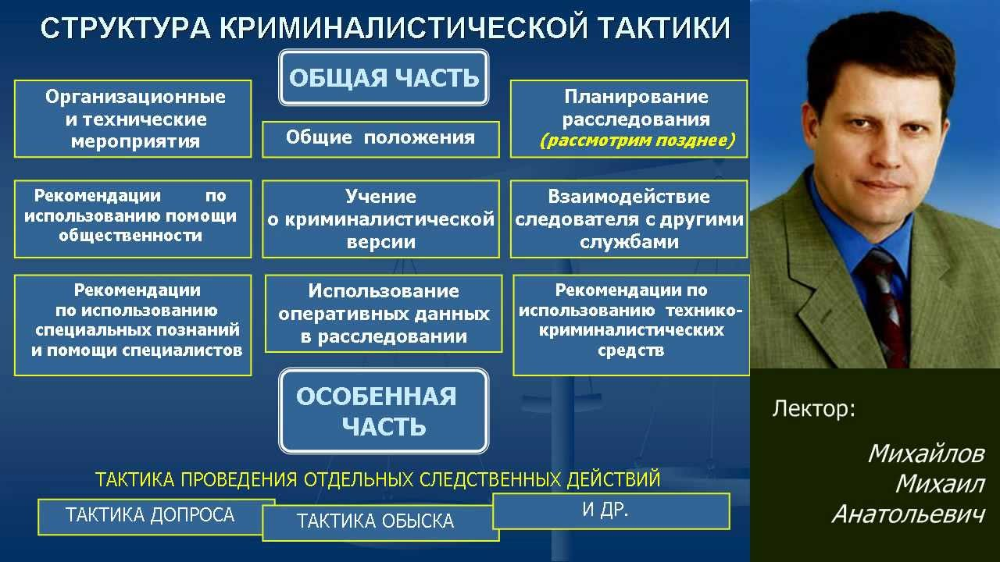 СТРУКТУРА КРИМИНАЛИСТИЧЕСКОЙ ТАКТИКИ
ОБЩАЯ ЧАСТЬ
Организационные
и технические
мероприятия
Общие положения
Планирование
расследования
(рассмотрим позднее)
Рекомендации по
использованию помощи
общественности
Учение
о криминалистической
версии
Взаимодействие
следователя с другими
службами
Рекомендации
по использованию
специальных познаний
и помощи специалистов
Использование
оперативных данных
в расследовании
Рекомендации по
использованию технико-
криминалистических
средств
ОСОБЕННАЯ
ЧАСТЬ
ТАКТИКА ПРОВЕДЕНИЯ ОТДЕЛЬНЫХ СЛЕДСТВЕННЫХ ДЕЙСТВИЙ
ТАКТИКА ДОПРОСА
ТАКТИКА ОБЫСКА
И ДР.
Лектор:
Михайлов
Михаил
Анатольевич